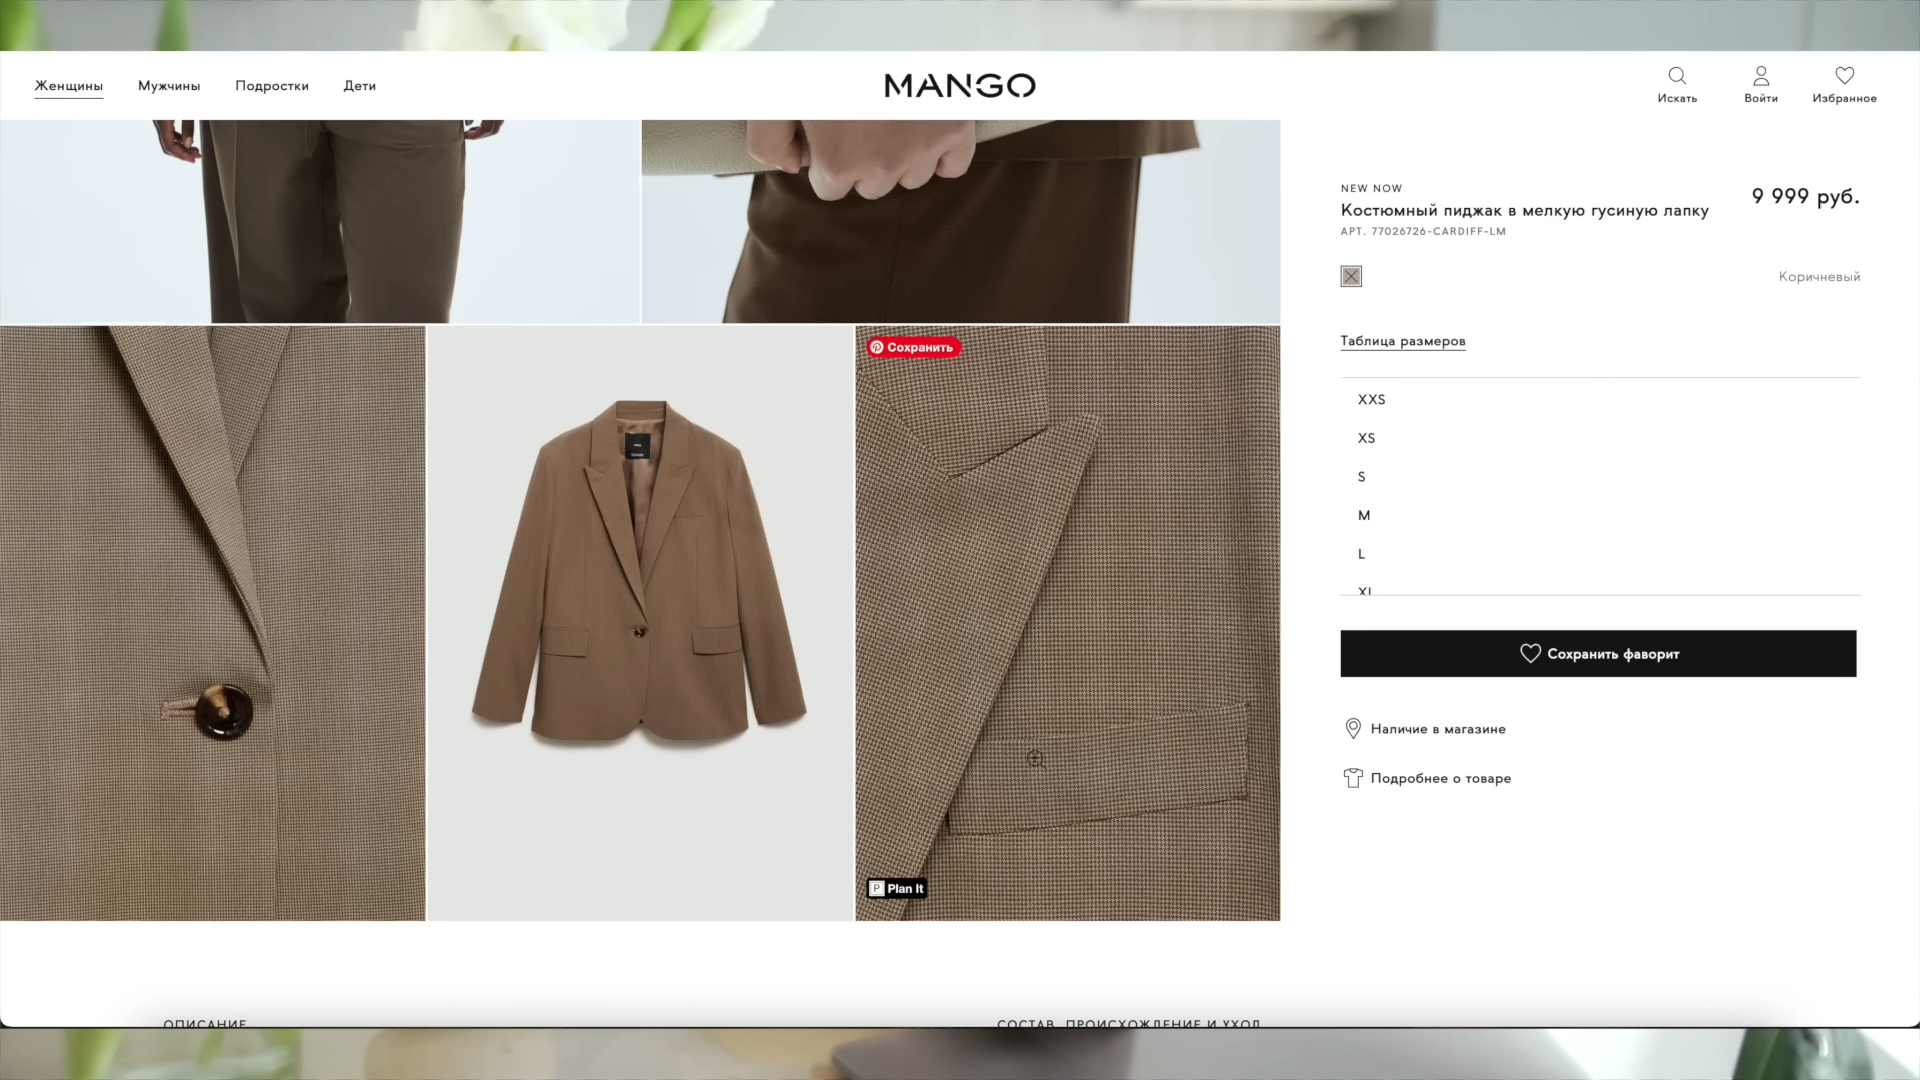 Женщины
Мужчины
Подростки
Дети
MANGO
Искать
Войти
Избранное
NEW NOW
Костюмный пиджак в мелкую гусиную лапку
9 999 руб.
АРТ. 77026726-CARDIFF-LM
Коричневый
Таблица размеров
XXS
XS
S
M
L
XL
Сохранить фаворит
Наличие в магазине
Подробнее о товаре
Сохранить
Plan It
ОПИСАНИЕ
СОСТАВ, ПРОИСХОЖДЕНИЕ И УХОД